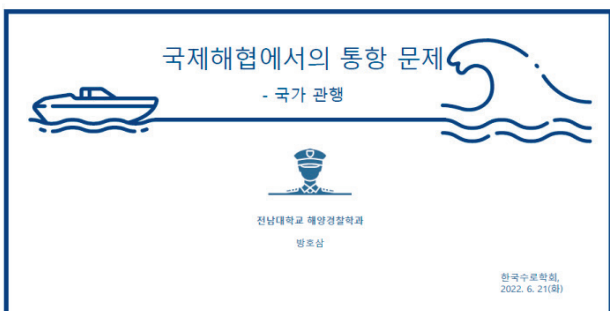 국제해협에서의 통항 문제
- 국가 관행
전남대학교 해양경찰학과
방호삼
한국수로학회,
2022. 6. 21(화)